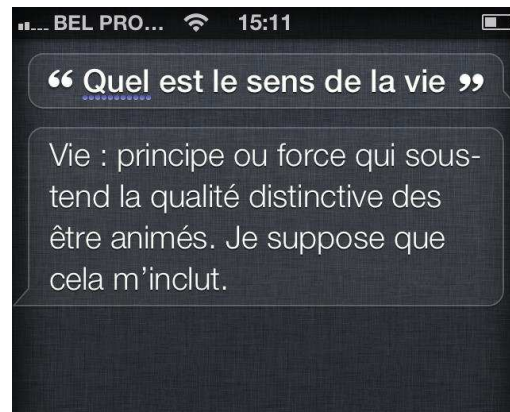 BEL PRO... 15:11
“ Quel est le sens de la vie ”
Vie : principe ou force qui sous-
tend la qualité distinctive des
être animés. Je suppose que
cela m’inclut.